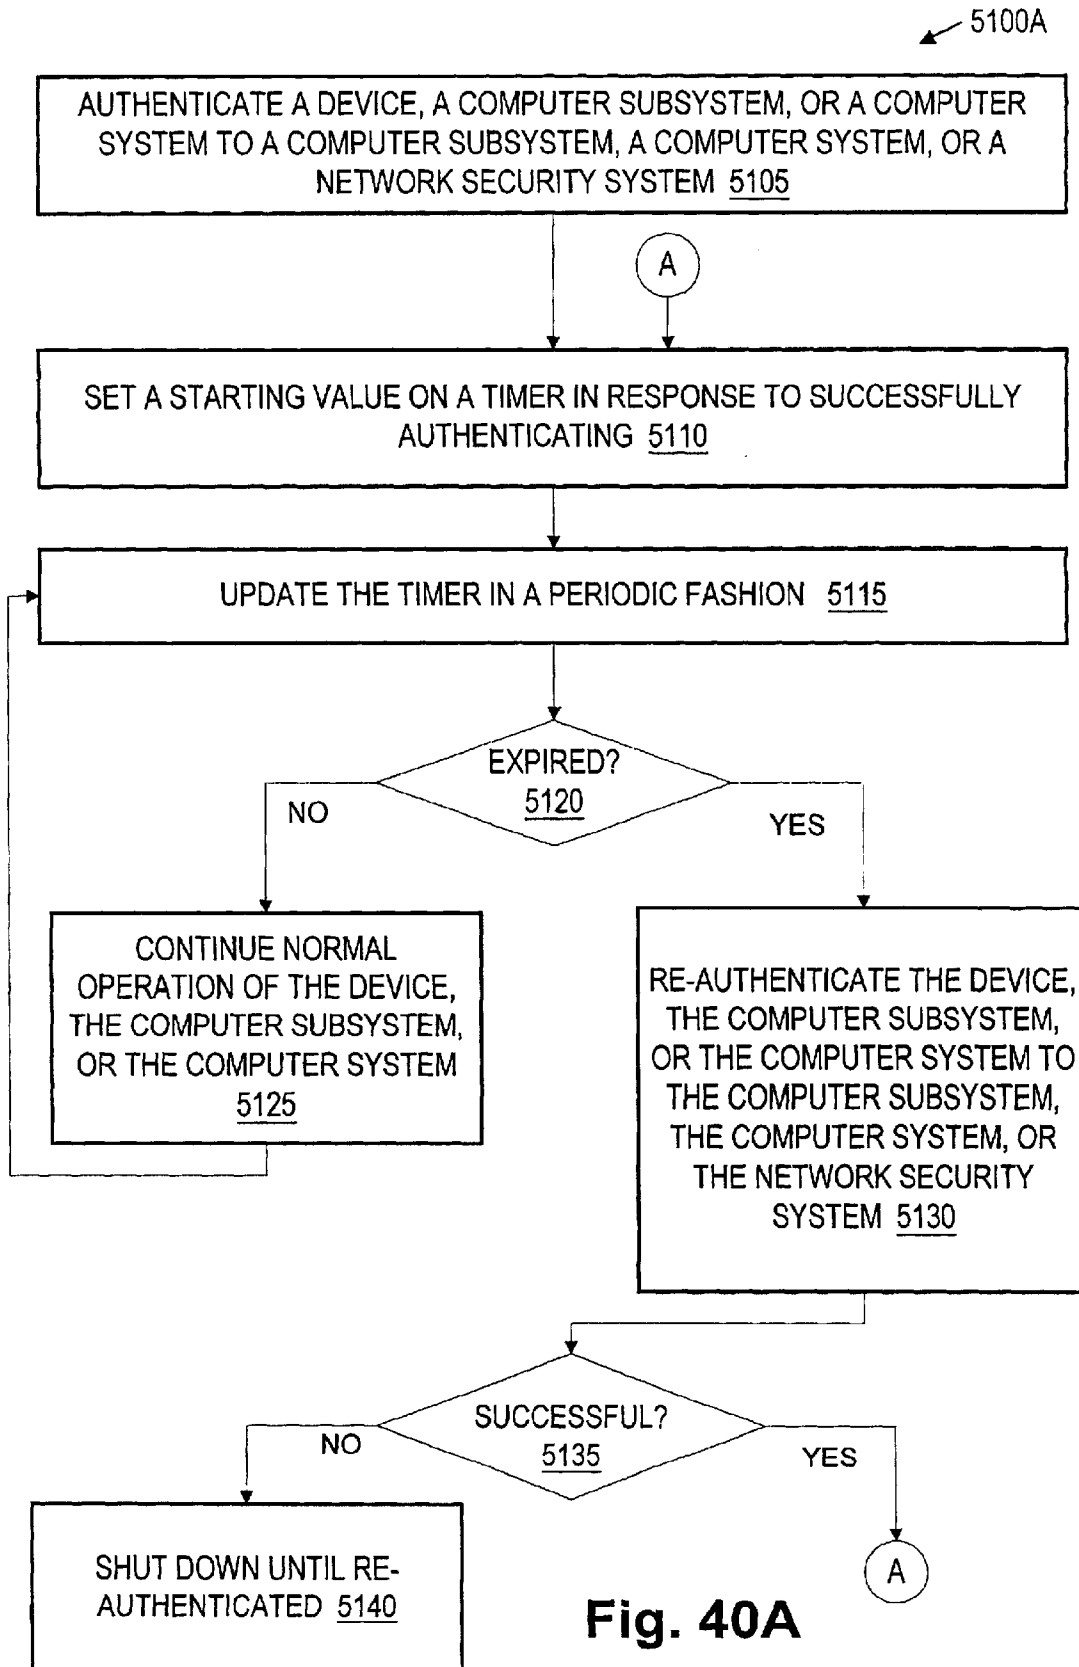 5100A
AUTHENTICATE A DEVICE, A COMPUTER SUBSYSTEM, OR A COMPUTER
SYSTEM TO A COMPUTER SUBSYSTEM, A COMPUTER SYSTEM, OR A
NETWORK SECURITY SYSTEM 5105
A
SET A STARTING VALUE ON A TIMER IN RESPONSE TO SUCCESSFULLY
AUTHENTICATING 5110
UPDATE THE TIMER IN A PERIODIC FASHION 5115
EXPIRED?
5120
NO
YES
CONTINUE NORMAL
OPERATION OF THE DEVICE,
THE COMPUTER SUBSYSTEM,
OR THE COMPUTER SYSTEM
5125
RE-AUTHENTICATE THE DEVICE,
THE COMPUTER SUBSYSTEM,
OR THE COMPUTER SYSTEM TO
THE COMPUTER SUBSYSTEM,
THE COMPUTER SYSTEM, OR
THE NETWORK SECURITY
SYSTEM 5130
SUCCESSFUL?
5135
NO
YES
SHUT DOWN UNTIL RE-
AUTHENTICATED 5140
A
Fig. 40A